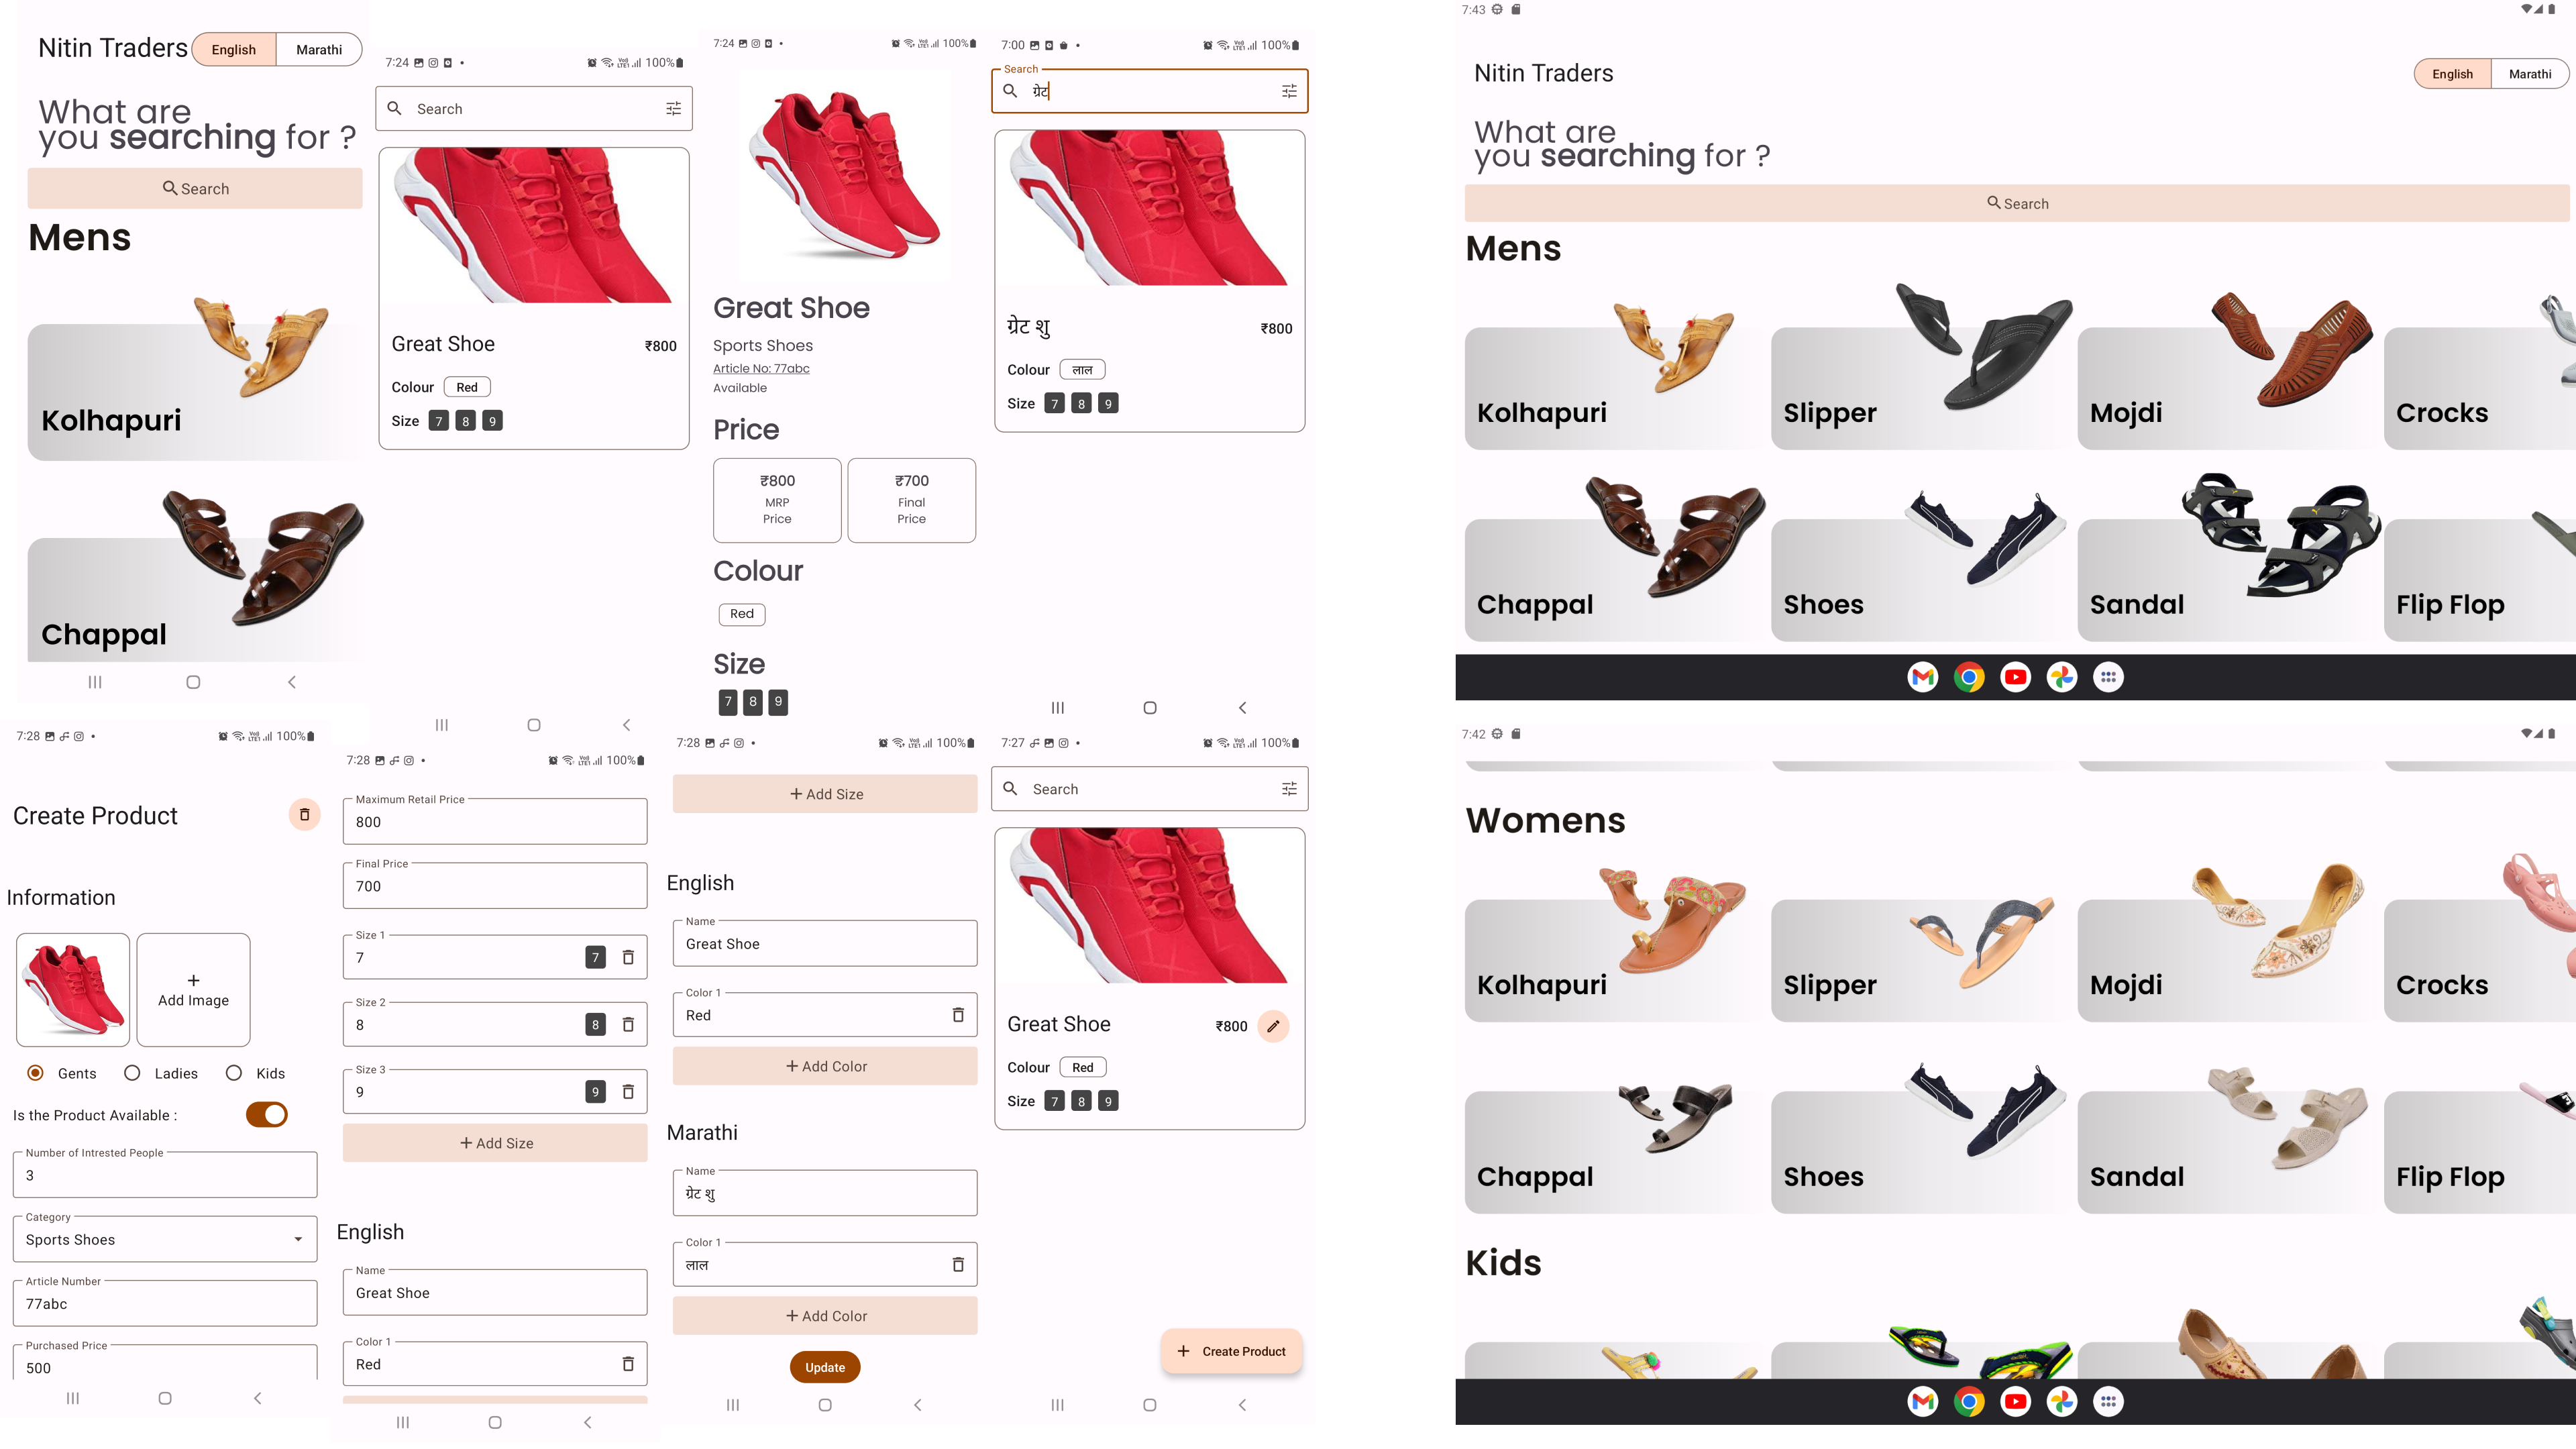 Nitin Traders
English
Marathi
What are
you searching for ?
Search
Mens
Kolhapuri
Chappal
7:24
100%
Search
Great Shoe
₹800
Colour
Red
Size
7
8
9
7:24
100%
Great Shoe
Sports Shoes
Article No: 77abc
Available
Price
₹800
MRP
Price
₹700
Final
Price
Colour
Red
Size
7
8
9
7:00
100%
Search
ग्रेट
ग्रेट शु
₹800
Colour
लाल
Size
7
8
9
7:43
Nitin Traders
English
Marathi
What are
you searching for ?
Search
Mens
Kolhapuri
Slipper
Mojdi
Crocks
Chappal
Shoes
Sandal
Flip Flop
7:28
100%
Create Product
Information
Add Image
Gents
Ladies
Kids
Is the Product Available :
Number of Intrested People
3
Category
Sports Shoes
Article Number
77abc
Purchased Price
500
7:28
100%
Maximum Retail Price
800
Final Price
700
Size 1
7
7
Size 2
8
8
Size 3
9
9
Add Size
English
Name
Great Shoe
Color 1
Red
7:28
100%
Add Size
English
Name
Great Shoe
Color 1
Red
Add Color
Marathi
Name
ग्रेट शु
Color 1
लाल
Add Color
Update
7:27
100%
Search
Great Shoe
₹800
Colour
Red
Size
7
8
9
Create Product
7:42
Womens
Kolhapuri
Slipper
Mojdi
Crocks
Chappal
Shoes
Sandal
Flip Flop
Kids